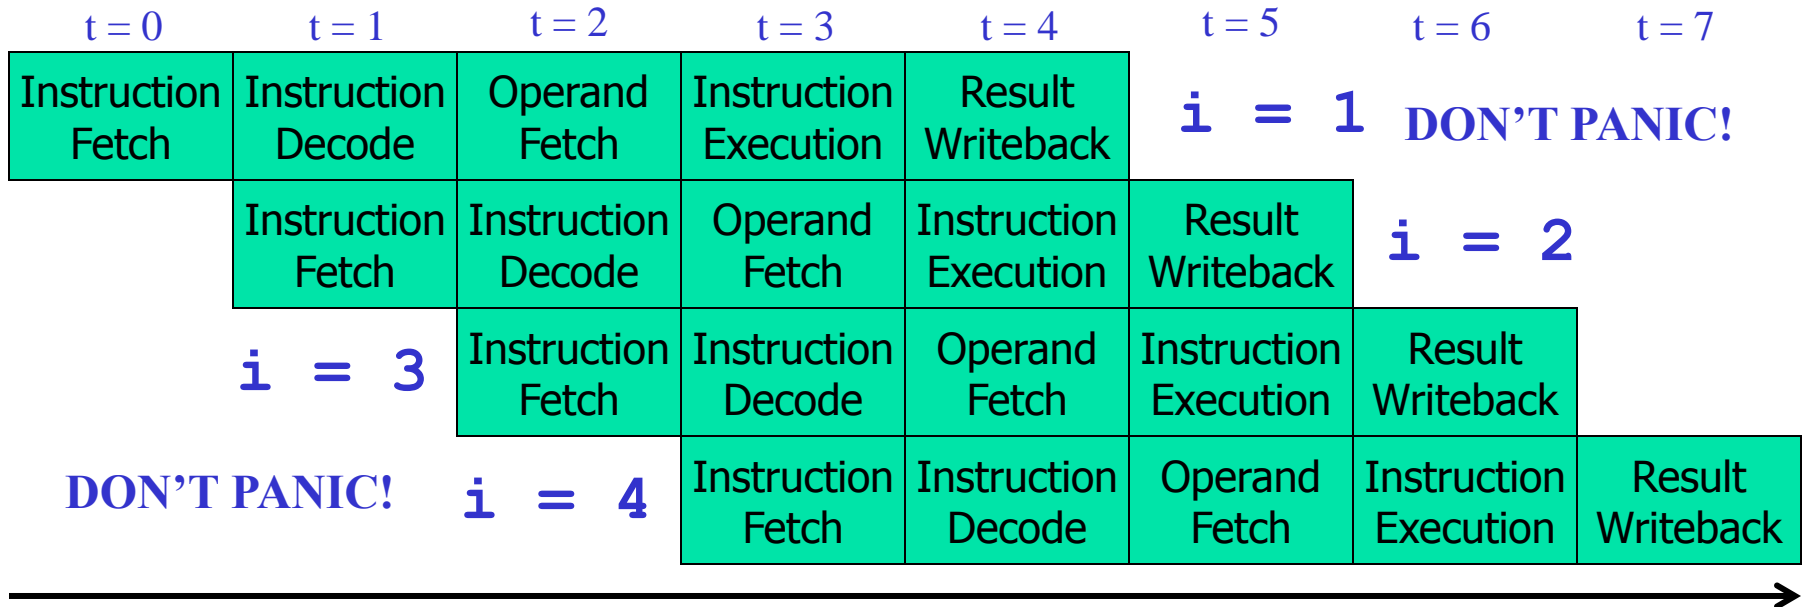 t = 0 t = 1 t = 2 t = 3 t = 4 t = 5 t = 6 t = 7
Instruction Instruction Operand Instruction Result
Fetch Decode Fetch Execution Writeback
i = 1 DON’T PANIC!
Instruction Instruction Operand Instruction Result
Fetch Decode Fetch Execution Writeback
i = 2
i = 3
Instruction Instruction Operand Instruction Result
Fetch Decode Fetch Execution Writeback
DON’T PANIC! i = 4
Instruction Instruction Operand Instruction Result
Fetch Decode Fetch Execution Writeback